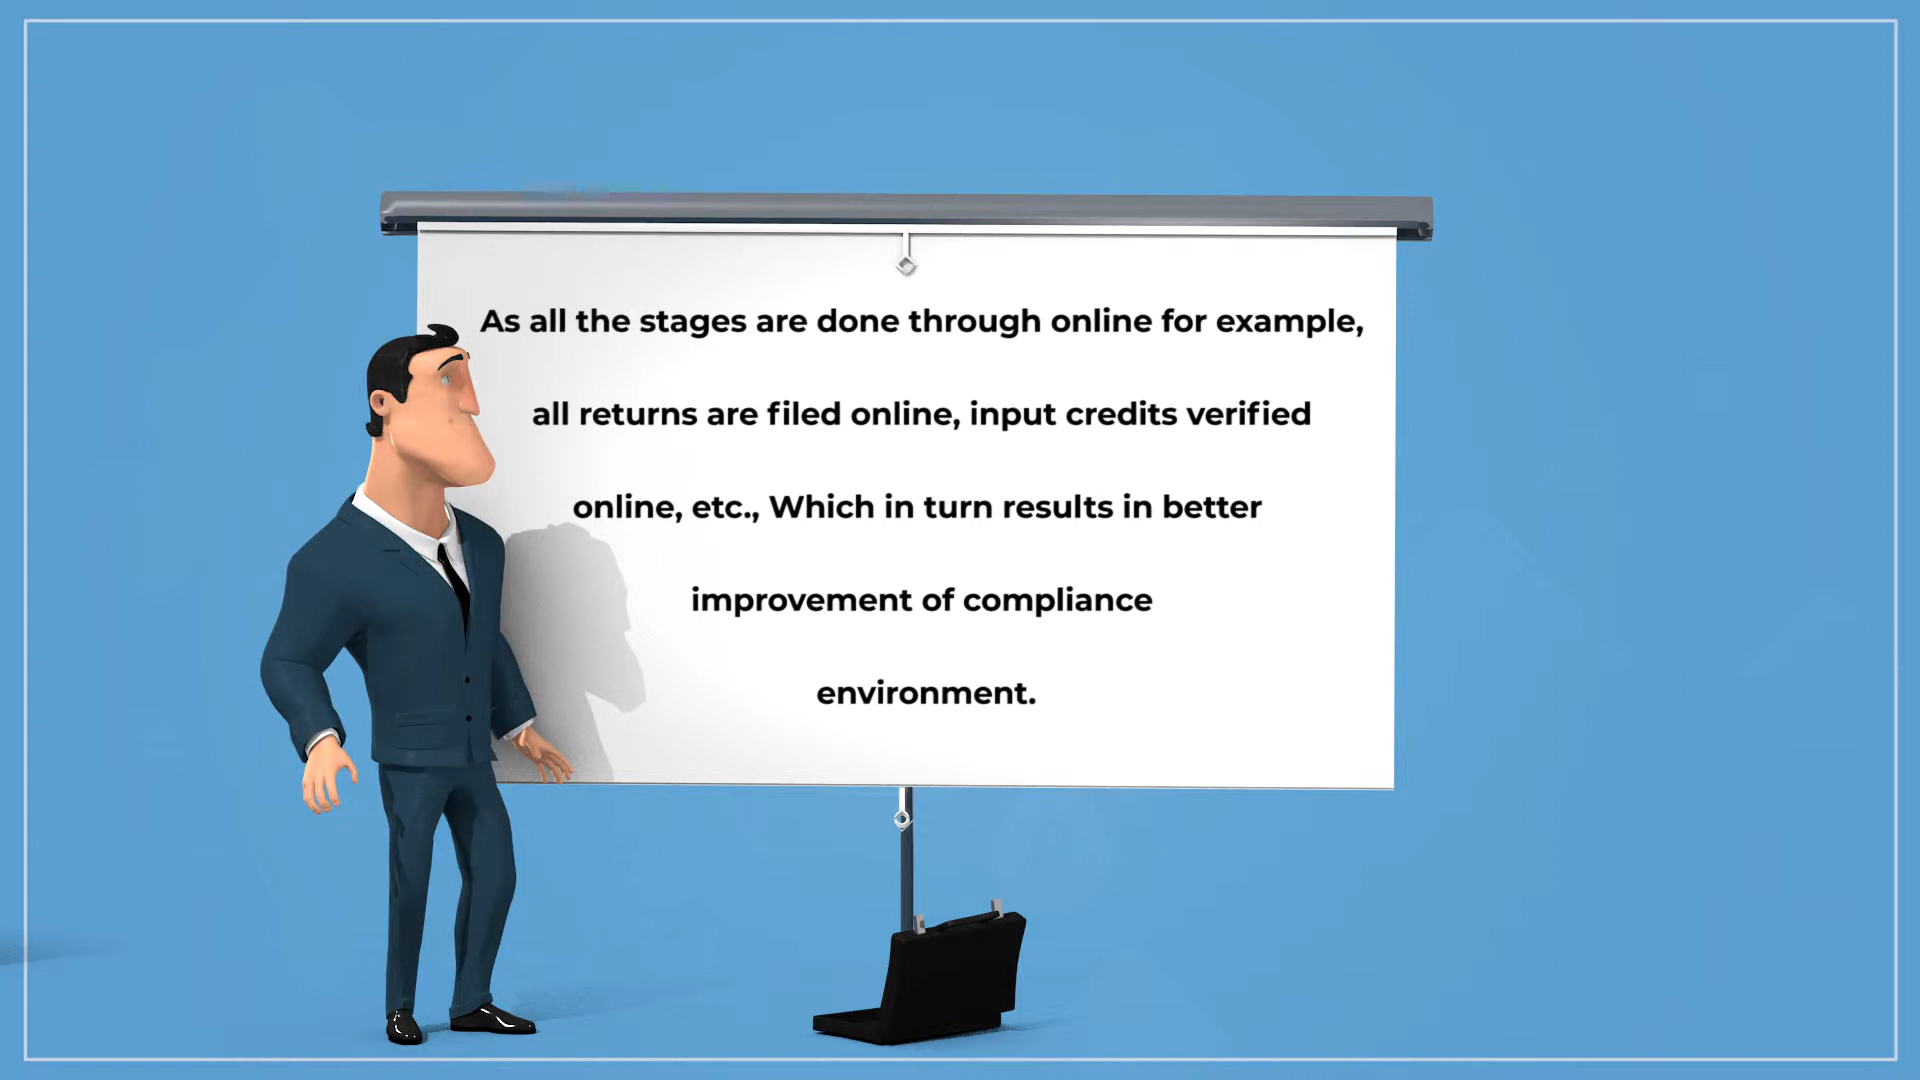 As all the stages are done through online for example,
all returns are filed online, input credits verified
online, etc., Which in turn results in better
improvement of compliance
environment.